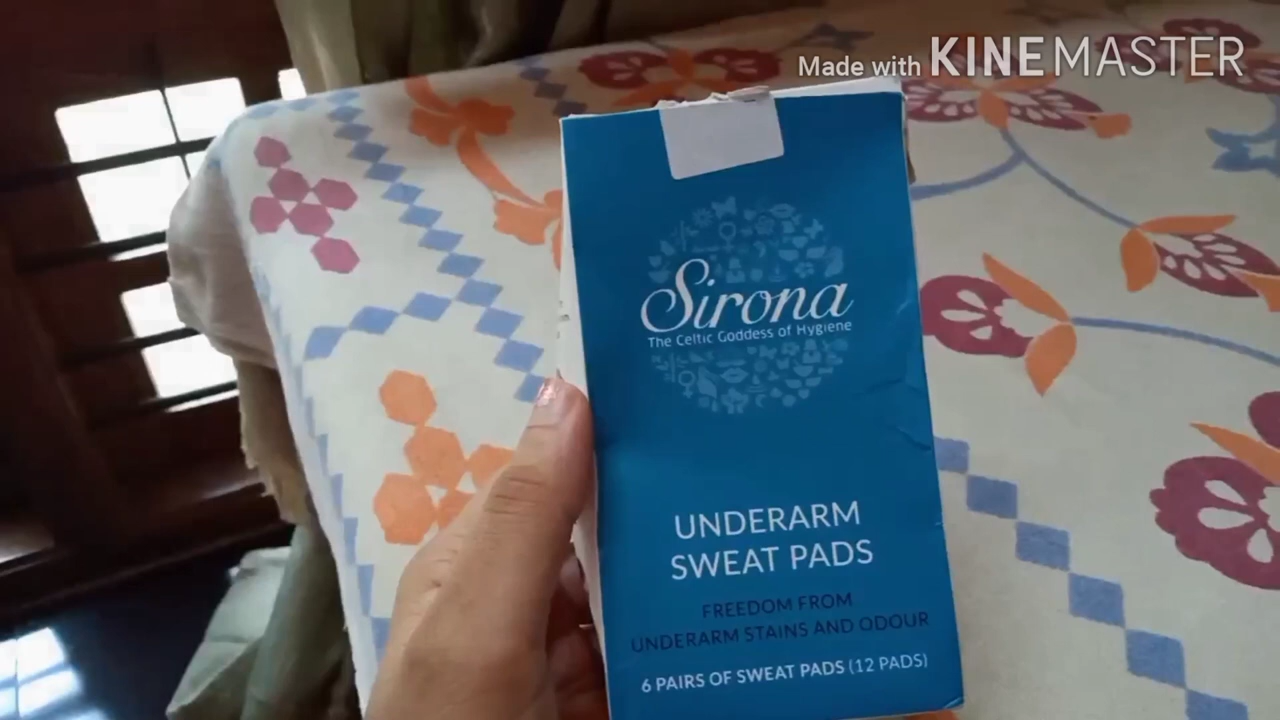 Made with KINEMASTER
Sirona
The Celtic Goddess of Hygiene
UNDERARM
SWEAT PADS
FREEDOM FROM
UNDERARM STAINS AND ODOUR
6 PAIRS OF SWEAT PADS (12 PADS)